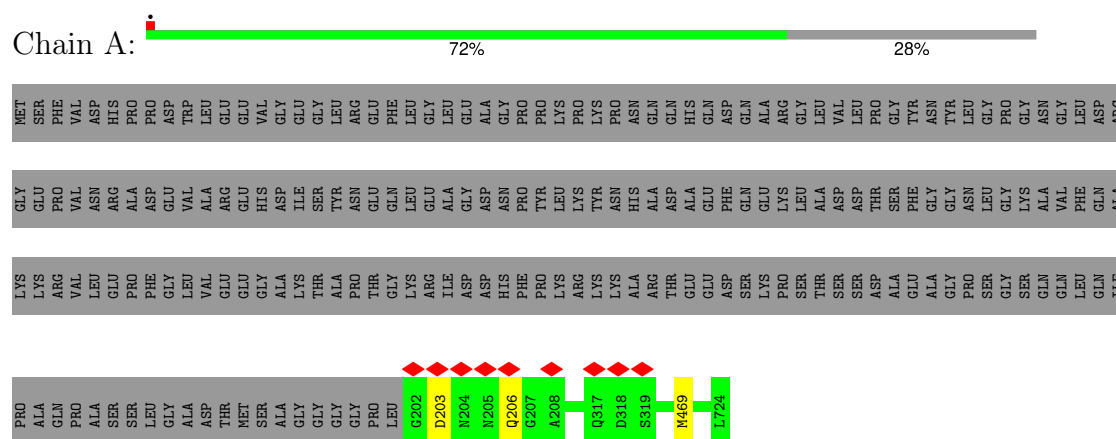 Chain A:
72%
28%
MET SER PHE VAL ASP HIS PRO PRO ASP TRP LEU GLU GLU VAL GLY GLU GLY LEU ARG GLU PHE LEU GLY LEU GLU ALA GLY PRO PRO LYS PRO LYS PRO ASN GLN GLN HIS GLN ASP GLN ALA ARG GLY LEU VAL LEU PRO GLY TYR ASN TYR LEU GLY PRO GLY ASN GLY LEU ASP
GLY GLU PRO VAL ASN ARG ALA ASP GLU VAL ALA ARG GLU HIS ASP ILE SER TYR ASN GLU GLN LEU GLU ALA GLY ASP ASN PRO TYR LEU LYS TYR ASN HIS ALA ASP ALA GLU PHE GLN GLU LYS LEU ALA ASP ASP THR SER PHE GLY GLY ASN LEU GLY LYS ALA VAL PHE GLN
LYS LYS ARG VAL LEU GLU PRO PHE GLY LEU VAL GLU GLU GLY ALA LYS THR ALA PRO THR GLY LYS ARG ILE ASP ASP HIS PHE PRO LYS ARG LYS LYS ALA ARG THR GLU GLU ASP SER LYS PRO SER THR SER SER ASP ALA GLU ALA GLY PRO SER GLY SER GLN GLN LEU GLN
PRO ALA GLN PRO ALA SER SER LEU GLY ALA ASP THR MET SER ALA GLY GLY GLY GLY PRO LEU G202 D203 N204 N205 Q206 G207 A208 Q317 D318 S319 M469 L724